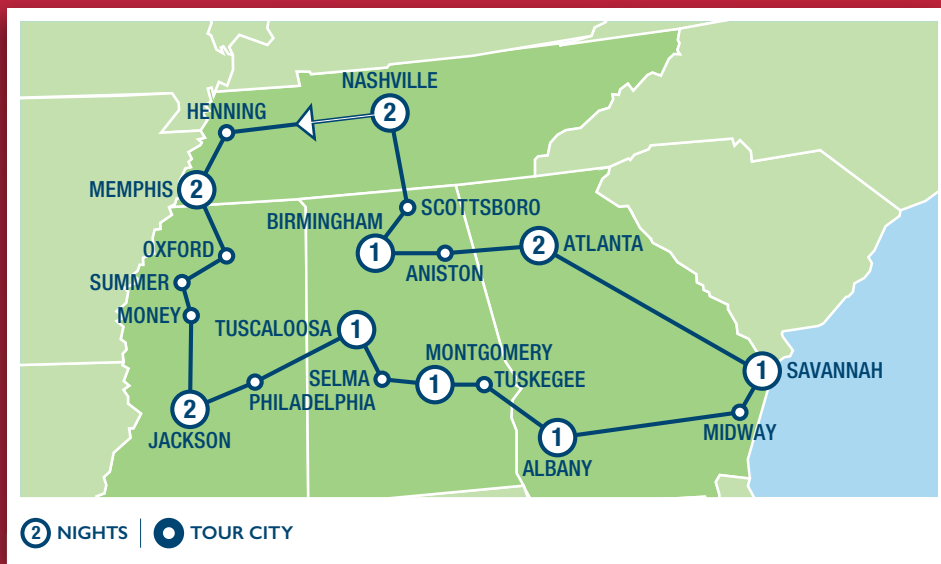 NASHVILLE
2
HENNING
MEMPHIS 2
SCOTTSBORO
BIRMINGHAM
1
2 ATLANTA
OXFORD
ANISTON
SUMMER
MONEY
TUSCALOOSA 1
MONTGOMERY
1
SAVANNAH
1
SELMA
TUSKEGEE
PHILADELPHIA
2
JACKSON
MIDWAY
1
ALBANY
2 NIGHTS | TOUR CITY